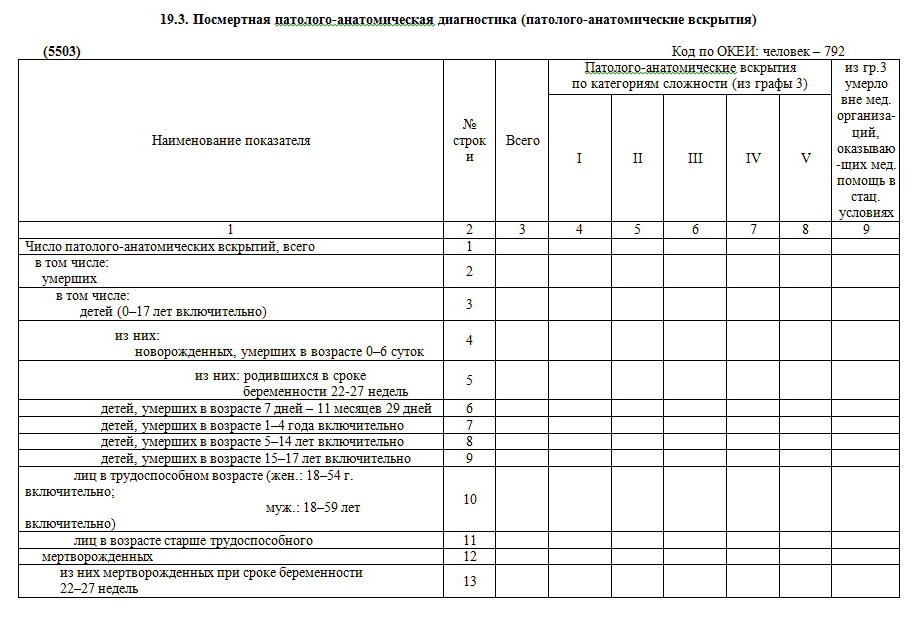 19.3. Посмертная патолого-анатомическая диагностика (патолого-анатомические вскрытия)
(5503) Код по ОКЕИ: человек – 792
Наименование показателя
№
строк
и
Всего
Патолого-анатомические вскрытия
по категориям сложности (из графы 3)
I II III IV V
из гр.3
умерло
вне мед.
организа-
ций,
оказываю
-щих мед.
помощь в
стац.
условиях
1 2 3 4 5 6 7 8 9
Число патолого-анатомических вскрытий, всего 1
в том числе:
умерших 2
в том числе:
детей (0–17 лет включительно) 3
из них:
новорожденных, умерших в возрасте 0–6 суток 4
из них: родившихся в сроке
беременности 22-27 недель 5
детей, умерших в возрасте 7 дней – 11 месяцев 29 дней 6
детей, умерших в возрасте 1–4 года включительно 7
детей, умерших в возрасте 5–14 лет включительно 8
детей, умерших в возрасте 15–17 лет включительно 9
лиц в трудоспособном возрасте (жен.: 18–54 г.
включительно;
муж.: 18–59 лет
включительно) 10
лиц в возрасте старше трудоспособного 11
мертворожденных 12
из них мертворожденных при сроке беременности
22–27 недель 13